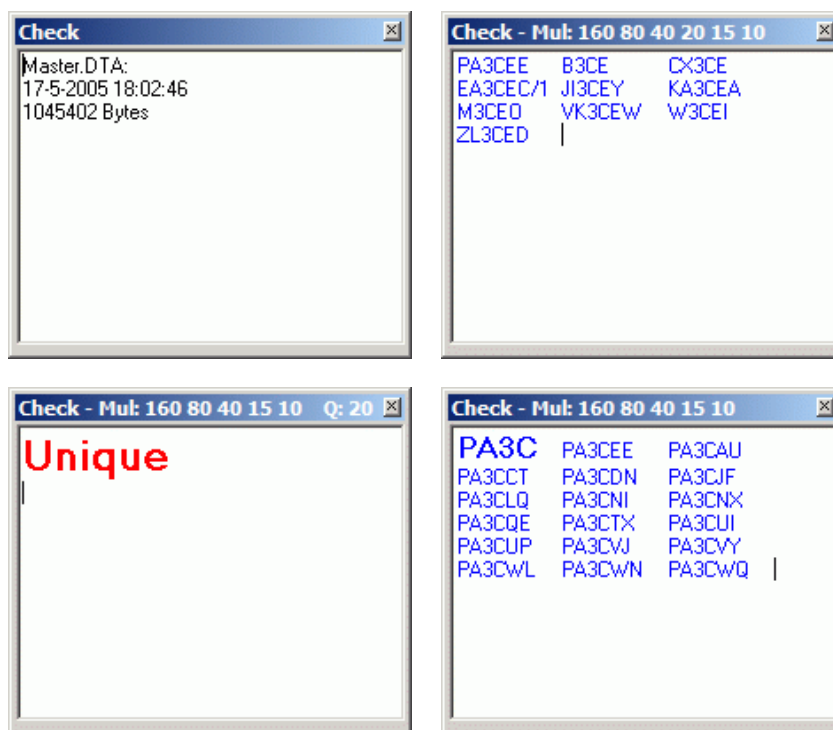 Check
Master.DTA:
17-5-2005 18:02:46
1045402 Bytes
Check - Mul: 160 80 40 20 15 10
PA3CEE B3CE CX3CE
EA3CEC/1 JI3CEY KA3CEA
M3CEO VK3CEW W3CEI
ZL3CED
Check - Mul: 160 80 40 15 10 Q: 20
Unique
Check - Mul: 160 80 40 15 10
PA3C PA3CEE PA3CAU
PA3CCT PA3CDN PA3CJF
PA3CLQ PA3CNI PA3CNX
PA3CQE PA3CTX PA3CUI
PA3CUP PA3CVJ PA3CVY
PA3CWL PA3CWN PA3CWQ